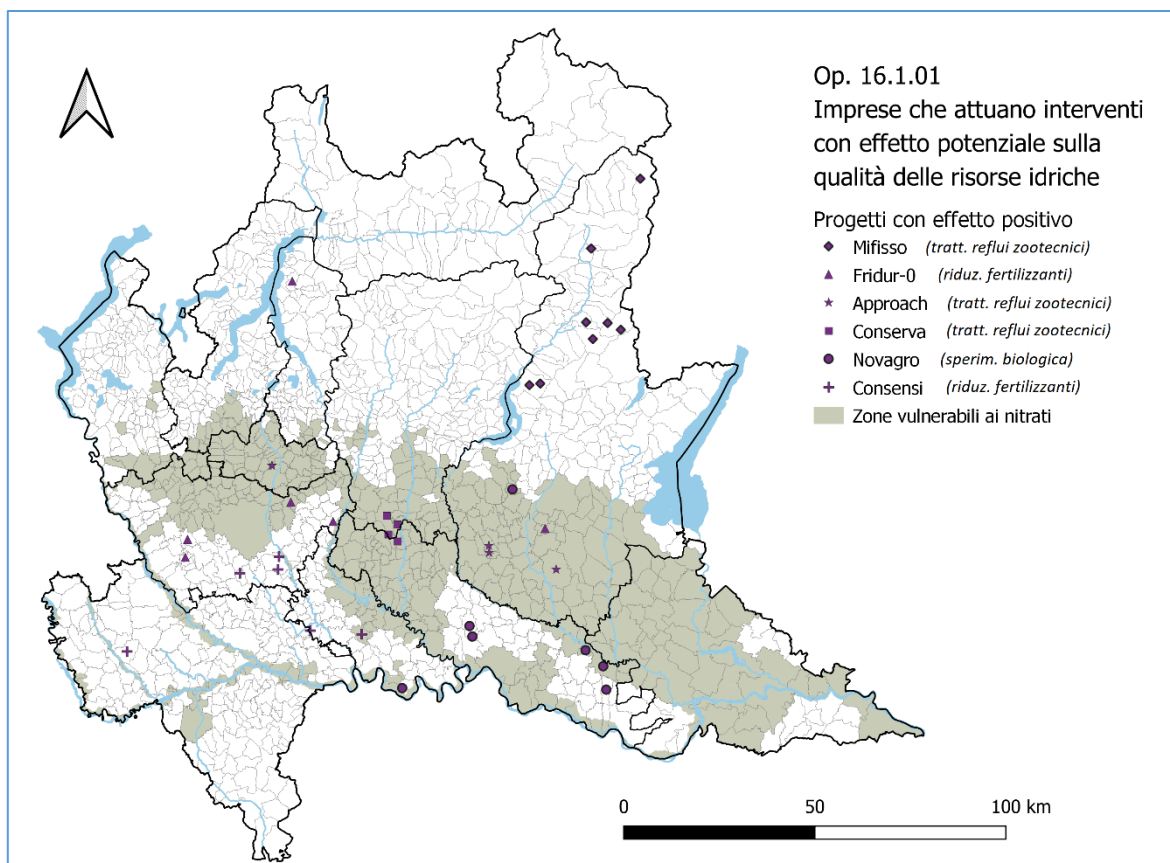 Op. 16.1.01
Imprese che attuano interventi
con effetto potenziale sulla
qualità delle risorse idriche
Progetti con effetto positivo
Mifisso (tratt. reflui zootecnici)
Fridur-0 (riduz. fertilizzanti)
Approach (tratt. reflui zootecnici)
Conserva (tratt. reflui zootecnici)
Novagro (sperim. biologica)
Consensi (riduz. fertilizzanti)
Zone vulnerabili ai nitrati
0 50 100 km